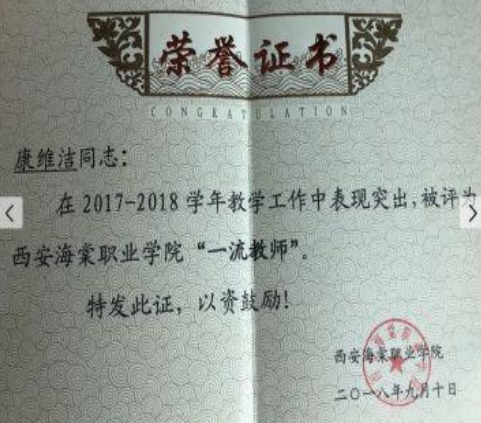 荣誉证书
CONGRATULATION
康维洁同志：
在2017-2018学年教学工作中表现突出，被评为
西安海棠职业学院“一流教师”。
特发此证，以资鼓励！
西安海棠职业学院
二〇一八年九月十日